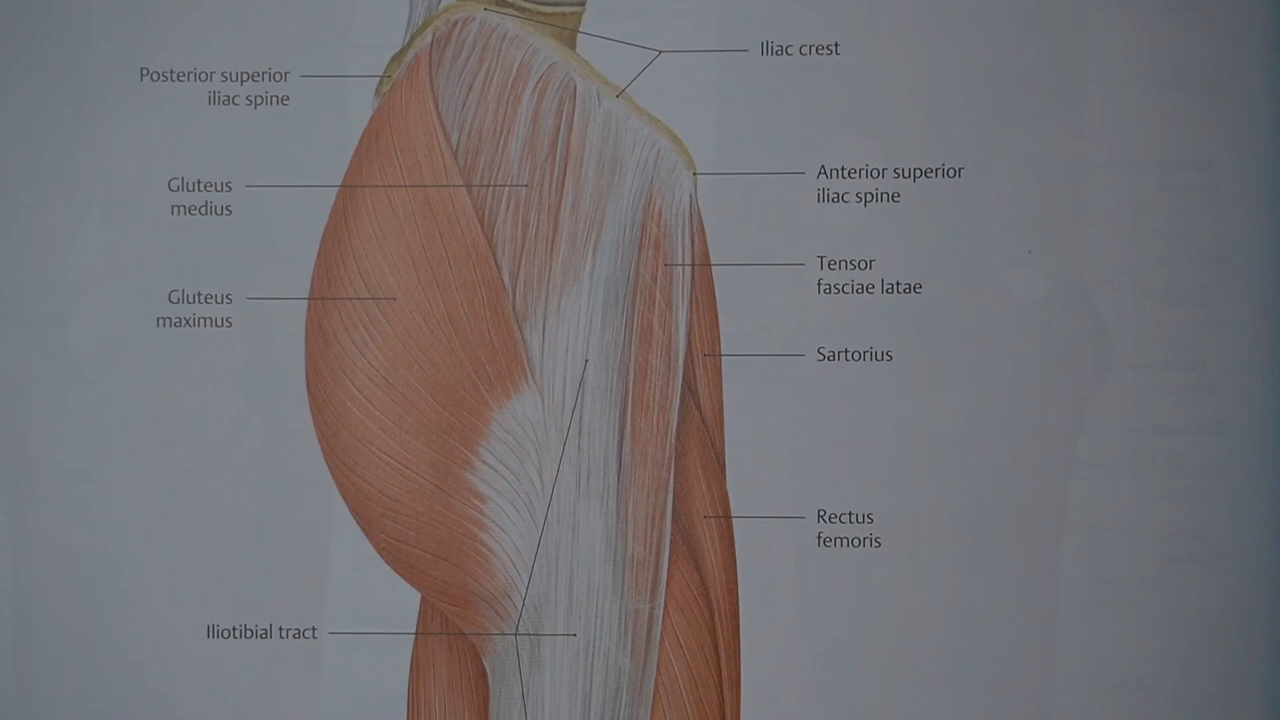 Iliac crest
Posterior superior
iliac spine
Gluteus
medius
Anterior superior
iliac spine
Tensor
fasciae latae
Gluteus
maximus
Sartorius
Rectus
femoris
Iliotibial tract